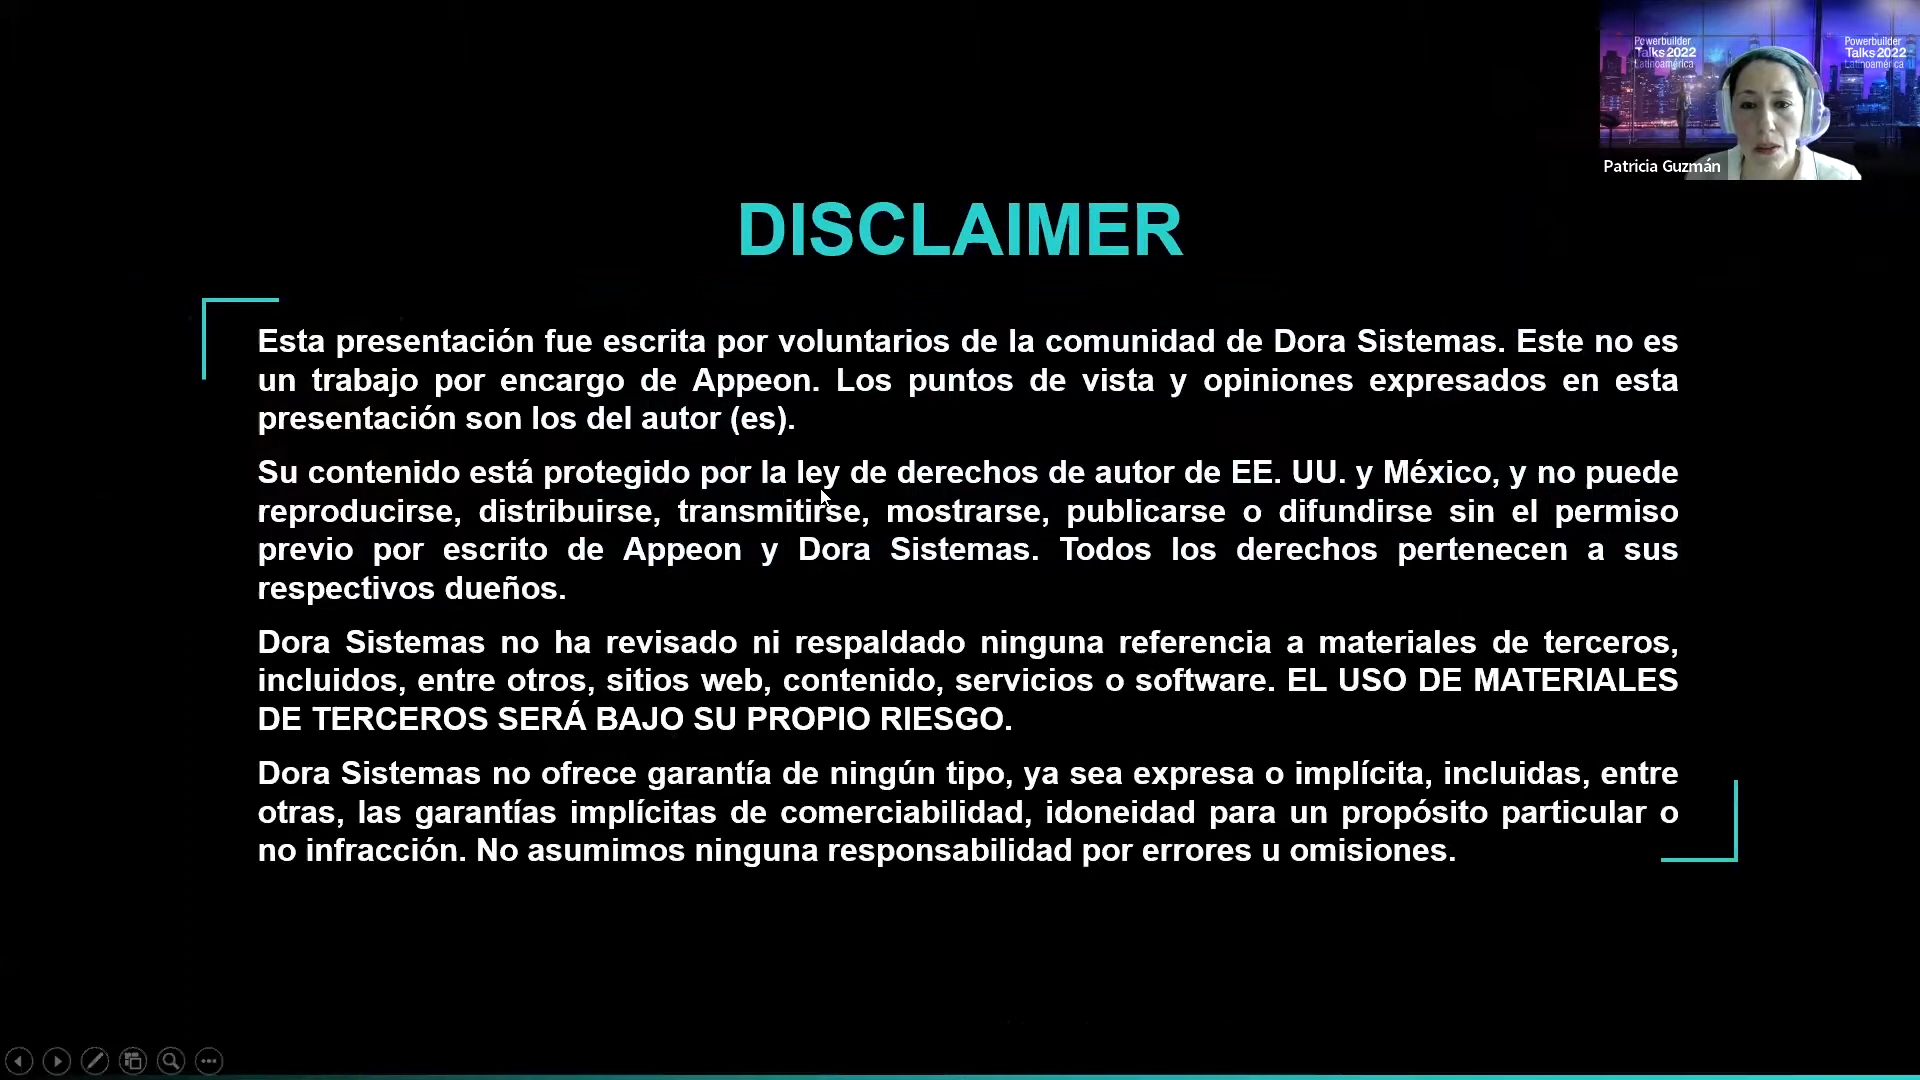 Powerbuilder
Talks 2022
Latinoamérica
Powerbuilder
Talks 2022
Latinoamérica
Patricia Guzmán
DISCLAIMER
Esta presentación fue escrita por voluntarios de la comunidad de Dora Sistemas. Este no es
un trabajo por encargo de Appeon. Los puntos de vista y opiniones expresados en esta
presentación son los del autor (es).
Su contenido está protegido por la ley de derechos de autor de EE. UU. y México, y no puede
reproducirse, distribuirse, transmitirse, mostrarse, publicarse o difundirse sin el permiso
previo por escrito de Appeon y Dora Sistemas. Todos los derechos pertenecen a sus
respectivos dueños.
Dora Sistemas no ha revisado ni respaldado ninguna referencia a materiales de terceros,
incluidos, entre otros, sitios web, contenido, servicios o software. EL USO DE MATERIALES
DE TERCEROS SERÁ BAJO SU PROPIO RIESGO.
Dora Sistemas no ofrece garantía de ningún tipo, ya sea expresa o implícita, incluidas, entre
otras, las garantías implícitas de comerciabilidad, idoneidad para un propósito particular o
no infracción. No asumimos ninguna responsabilidad por errores u omisiones.